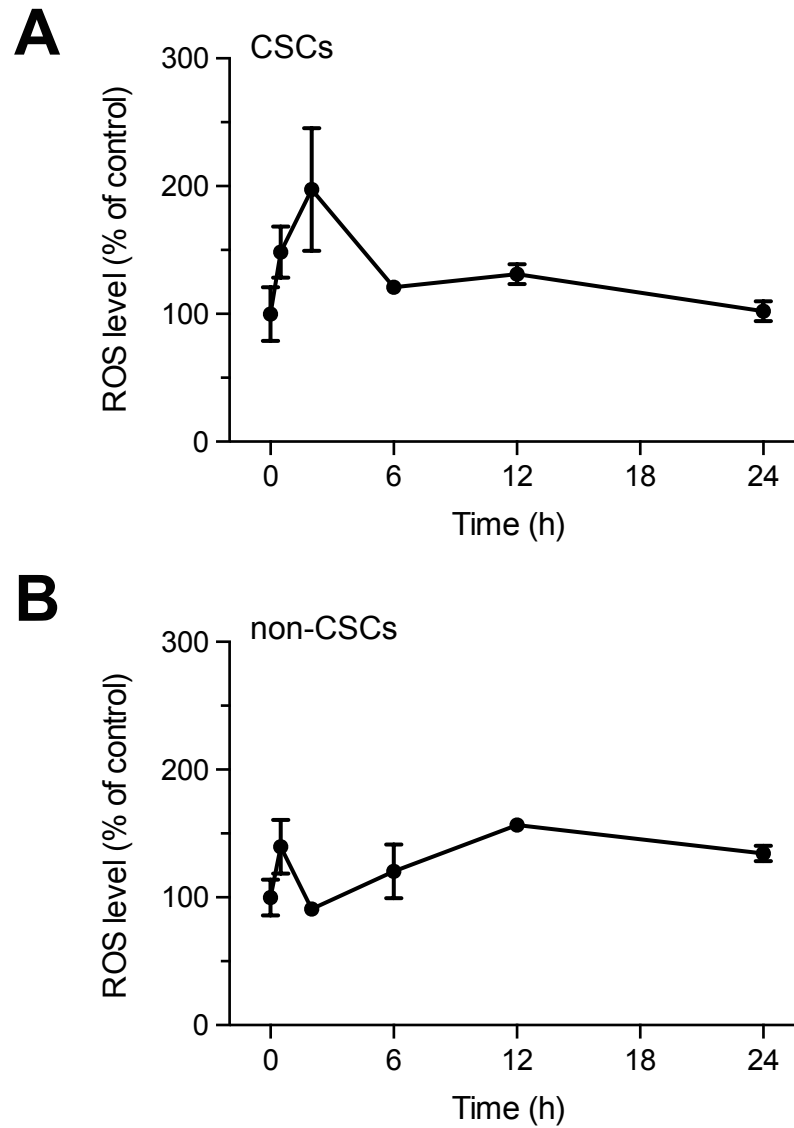 A
CSCs
ROS level (% of control)
300
200
100
0
0 6 12 18 24
Time (h)
B
non-CSCs
ROS level (% of control)
300
200
100
0
0 6 12 18 24
Time (h)